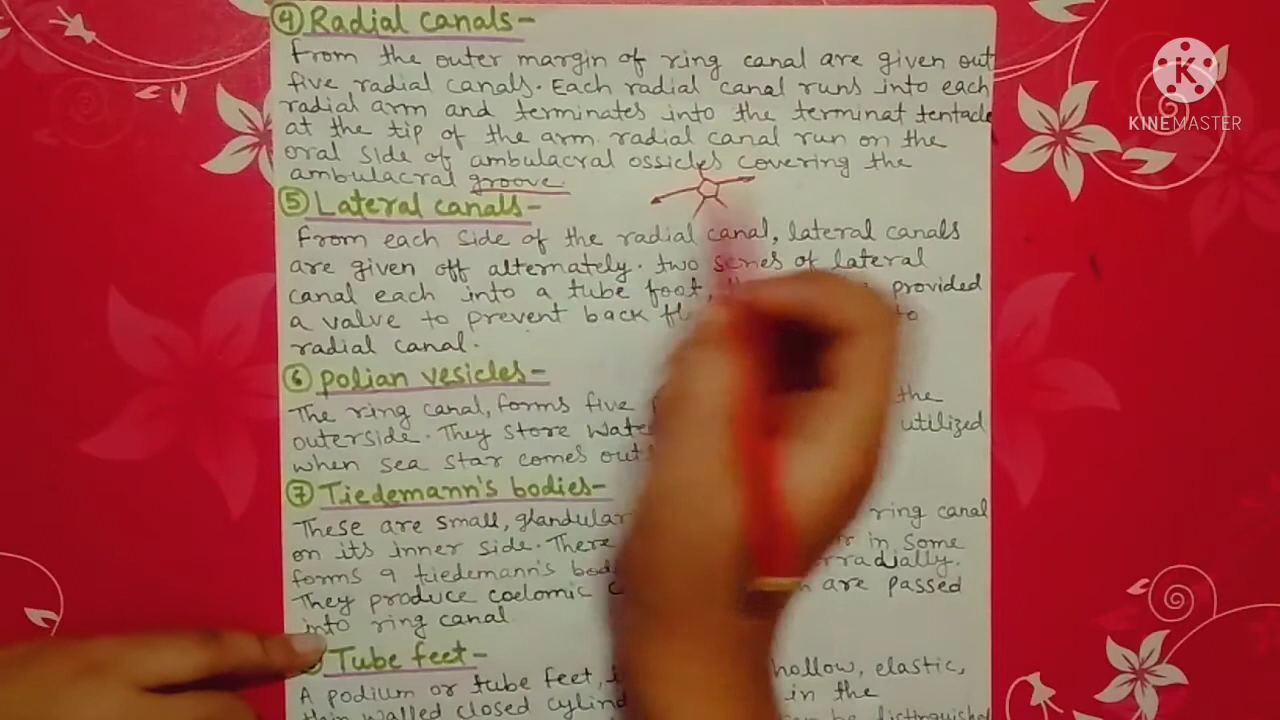 ④ Radial canals-
from the outer margin of ring canal are given out
five radial canals. Each radial canal runs into each
radial arm and terminates into the terminat tentacle
at the tip of the arm. radial canal run on the
oral side of ambulacral ossicles covering the
ambulacral groove.
⑤ Lateral canals-
From each side of the radial canal, lateral canals
are given off alternately. two series of lateral
canal each into a tube foot, provided
a valve to prevent back to
radial canal.
⑥ polian vesicles-
The ring canal, forms five the
outerside. They store utilized
when sea star comes
⑦ Tiedemann's bodies-
These are small, glandular ring canal
on its inner side. There in some
forms 9 tiedemann's
They produce coelomic are passed
into ring canal
Tube feet-
A podium or tube feet, hollow, elastic,
thin walled closed in the
be distinguished
K
KINEMASTER